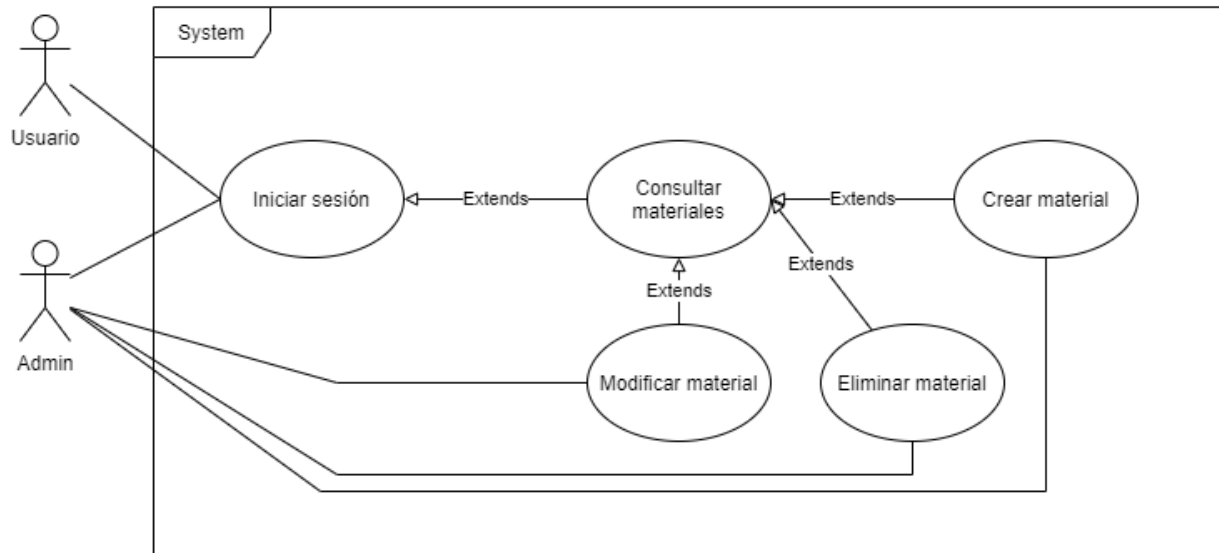 System
Usuario
Iniciar sesión
Extends
Consultar
materiales
Extends
Crear material
Extends
Extends
Admin
Modificar material
Eliminar material